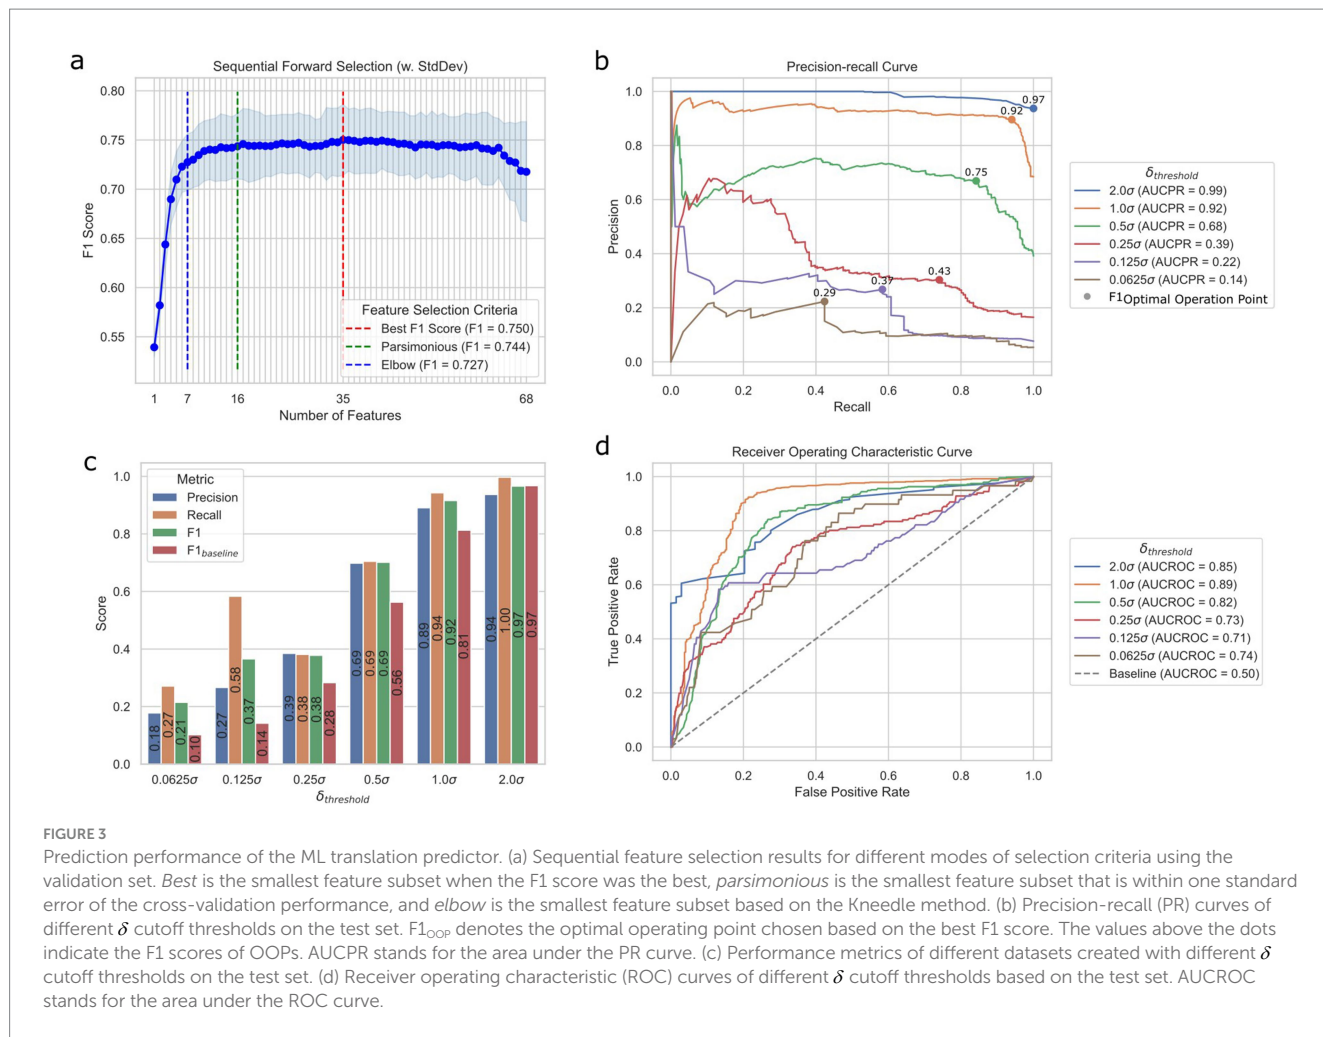 a
Sequential Forward Selection (w. StdDev)
0.80
0.75
0.70
0.65
0.60
0.55
F1 Score
Feature Selection Criteria
Best F1 Score (F1 = 0.750)
Parsimonious (F1 = 0.744)
Elbow (F1 = 0.727)
1 7 16 35 68
Number of Features
b
Precision-recall Curve
1.0
0.8
0.6
0.4
0.2
0.0
Precision
0.97
0.92
0.75
0.43
0.37
0.29
0.0 0.2 0.4 0.6 0.8 1.0
Recall
δthreshold
2.0σ (AUCPR = 0.99)
1.0σ (AUCPR = 0.92)
0.5σ (AUCPR = 0.68)
0.25σ (AUCPR = 0.39)
0.125σ (AUCPR = 0.22)
0.0625σ (AUCPR = 0.14)
F1Optimal Operation Point
c
1.0
0.8
0.6
0.4
0.2
0.0
Score
Metric
Precision
Recall
F1
F1baseline
0.18 0.27 0.21 0.10
0.27 0.58 0.37 0.14
0.39 0.38 0.38 0.28
0.69 0.69 0.69 0.56
0.89 0.94 0.92 0.81
0.94 1.00 0.97 0.97
0.0625σ 0.125σ 0.25σ 0.5σ 1.0σ 2.0σ
δthreshold
d
Receiver Operating Characteristic Curve
1.0
0.8
0.6
0.4
0.2
0.0
True Positive Rate
0.0 0.2 0.4 0.6 0.8 1.0
False Positive Rate
δthreshold
2.0σ (AUCROC = 0.85)
1.0σ (AUCROC = 0.89)
0.5σ (AUCROC = 0.82)
0.25σ (AUCROC = 0.73)
0.125σ (AUCROC = 0.71)
0.0625σ (AUCROC = 0.74)
Baseline (AUCROC = 0.50)
FIGURE 3
Prediction performance of the ML translation predictor. (a) Sequential feature selection results for different modes of selection criteria using the
validation set. Best is the smallest feature subset when the F1 score was the best, parsimonious is the smallest feature subset that is within one standard
error of the cross-validation performance, and elbow is the smallest feature subset based on the Kneedle method. (b) Precision-recall (PR) curves of
different δ cutoff thresholds on the test set. F1OOP denotes the optimal operating point chosen based on the best F1 score. The values above the dots
indicate the F1 scores of OOPs. AUCPR stands for the area under the PR curve. (c) Performance metrics of different datasets created with different δ
cutoff thresholds on the test set. (d) Receiver operating characteristic (ROC) curves of different δ cutoff thresholds based on the test set. AUCROC
stands for the area under the ROC curve.